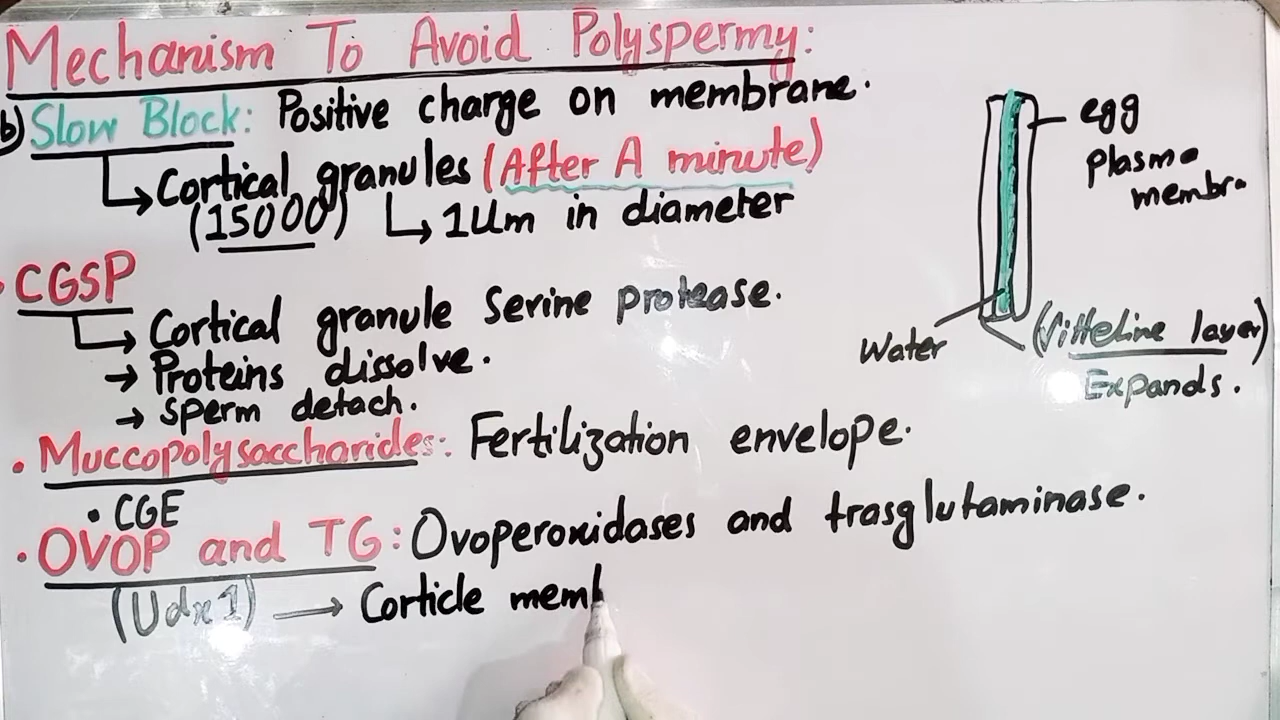 Mechanism To Avoid Polyspermy:
b) Slow Block: Positive charge on membrane.
Cortical granules (After A minute)
(15000) 1Um in diameter
CGSP
Cortical granule Serine protease.
→ Proteins dissolve.
→ Sperm detach.
• Muccopolysaccharides: Fertilization envelope.
• CGE
• OVOP and TG: Ovoperoxidases and trasglutaminase.
(Udx1) → Corticle memb
egg
Plasma
membr.
Water
(Vitteline layer)
Expands.